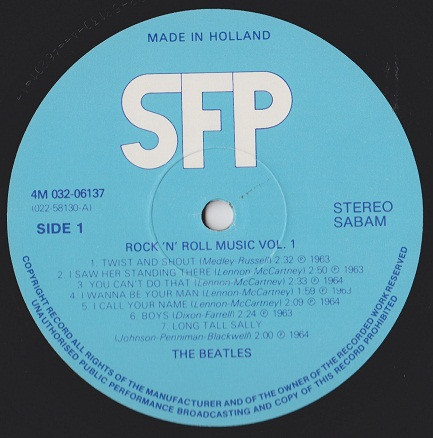 MADE IN HOLLAND
SFP
4M 032-06137
(022-58130-A)
SIDE 1
STEREO
SABAM
ROCK 'N' ROLL MUSIC VOL. 1
1. TWIST AND SHOUT (Medley-Russell) 2:32 ℗ 1963
2. I SAW HER STANDING THERE (Lennon-McCartney) 2:50 ℗ 1963
3. YOU CAN'T DO THAT (Lennon-McCartney) 2:33 ℗ 1964
4. I WANNA BE YOUR MAN (Lennon-McCartney) 1:59 ℗ 1963
5. I CALL YOUR NAME (Lennon-McCartney) 2:09 ℗ 1964
6. BOYS (Dixon-Farrell) 2:24 ℗ 1963
7. LONG TALL SALLY
(Johnson-Penniman-Blackwell) 2:00 ℗ 1964
THE BEATLES
COPYRIGHT RECORD ALL RIGHTS OF THE MANUFACTURER AND OF THE OWNER OF THE RECORDED WORK RESERVED
UNAUTHORISED PUBLIC PERFORMANCE BROADCASTING AND COPY OF THIS RECORD PROHIBITED